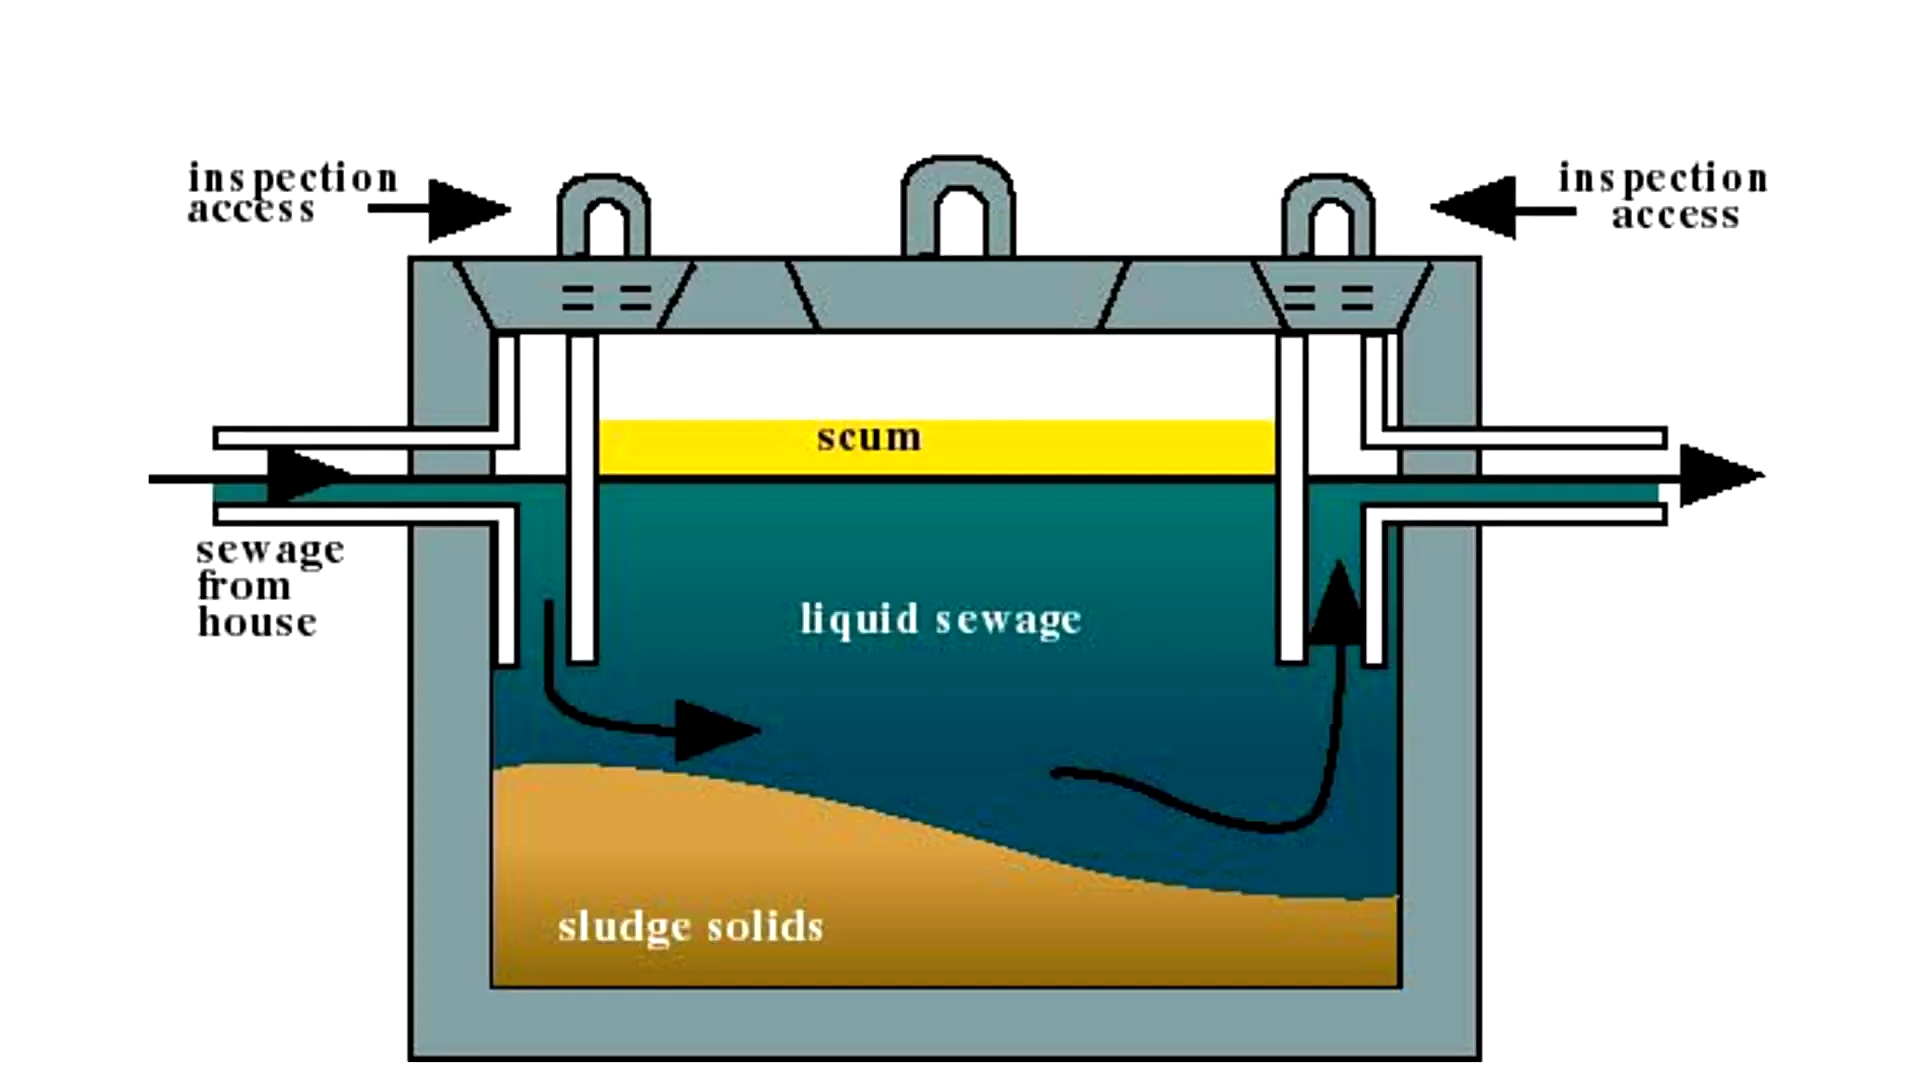 inspection
access
inspection
access
scum
sewage
from
house
liquid sewage
sludge solids